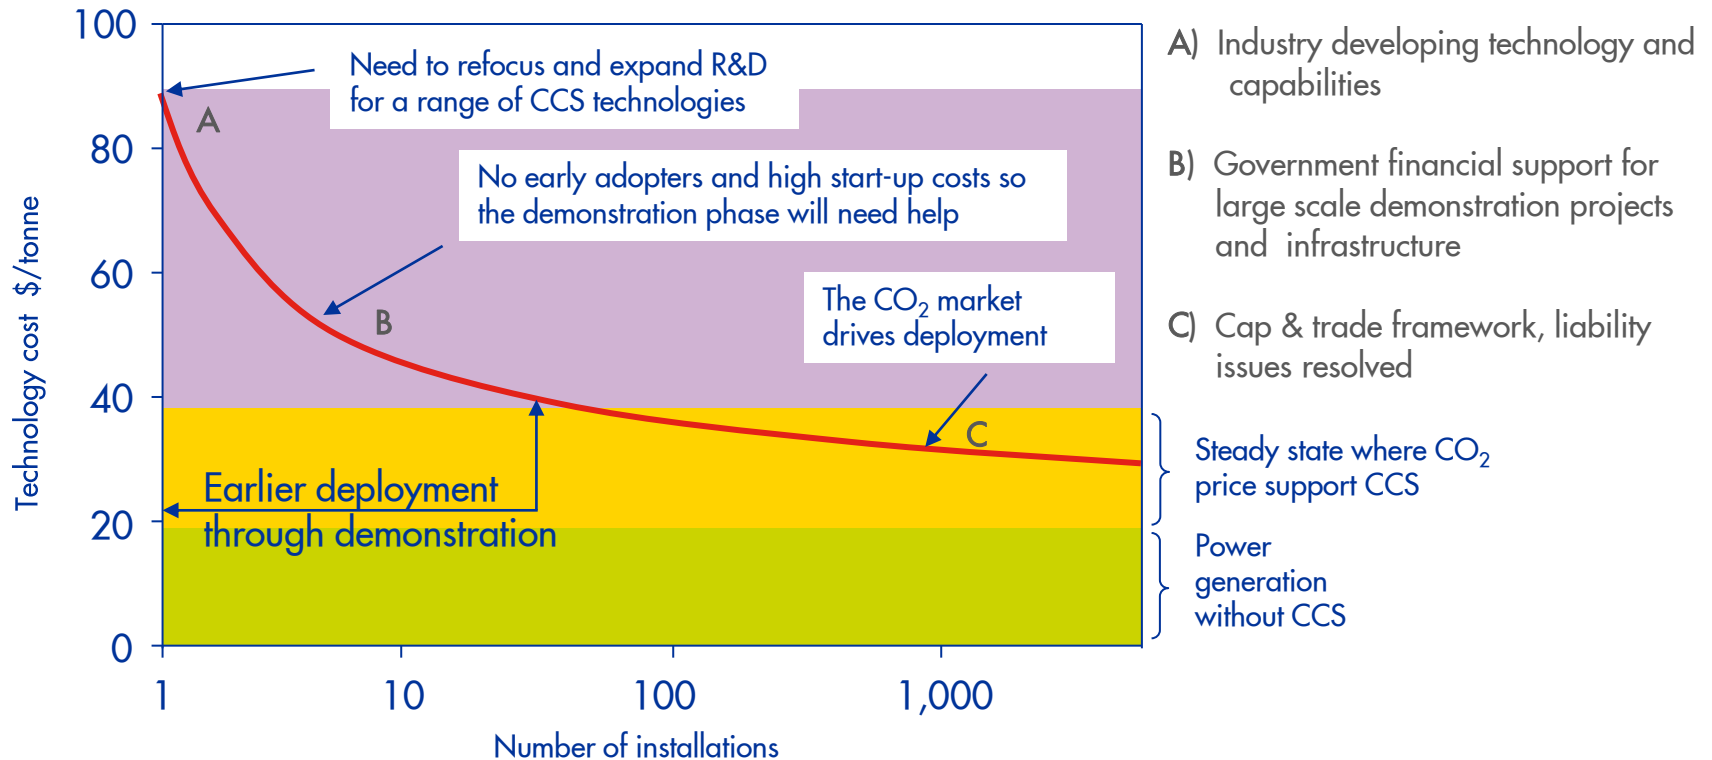 100
80
60
40
20
0
Technology cost $/tonne
1
10
100
1,000
Number of installations
Need to refocus and expand R&D
for a range of CCS technologies
A
No early adopters and high start-up costs so
the demonstration phase will need help
B
The CO₂ market
drives deployment
C
Earlier deployment
through demonstration
A) Industry developing technology and
capabilities
B) Government financial support for
large scale demonstration projects
and infrastructure
C) Cap & trade framework, liability
issues resolved
Steady state where CO₂
price support CCS
Power
generation
without CCS